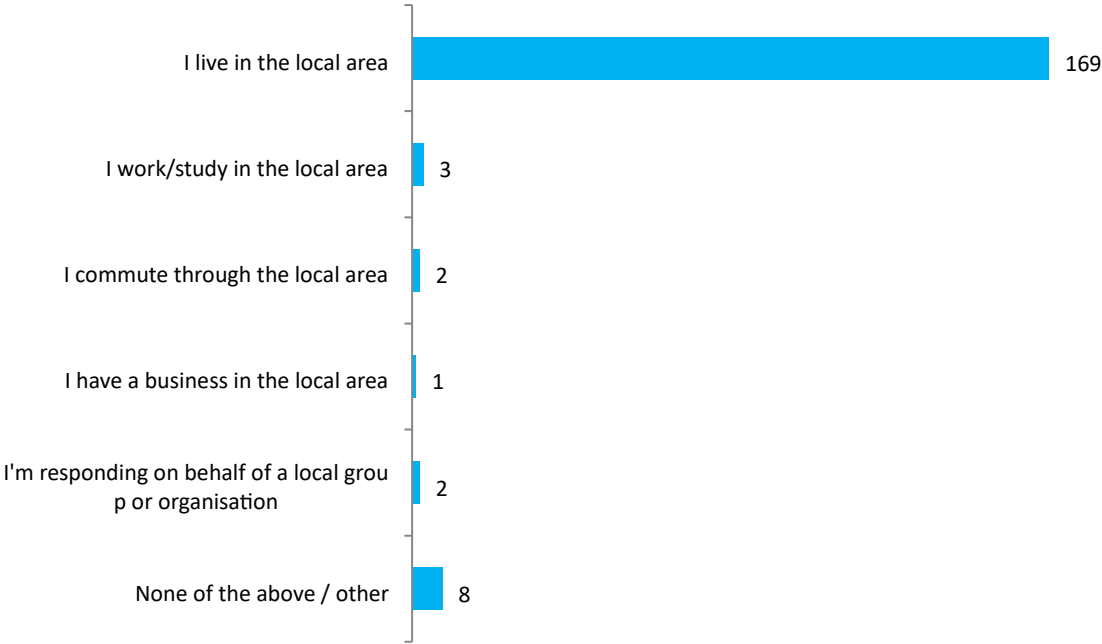 I live in the local area
169
I work/study in the local area
3
I commute through the local area
2
I have a business in the local area
1
I'm responding on behalf of a local grou
p or organisation
2
None of the above / other
8